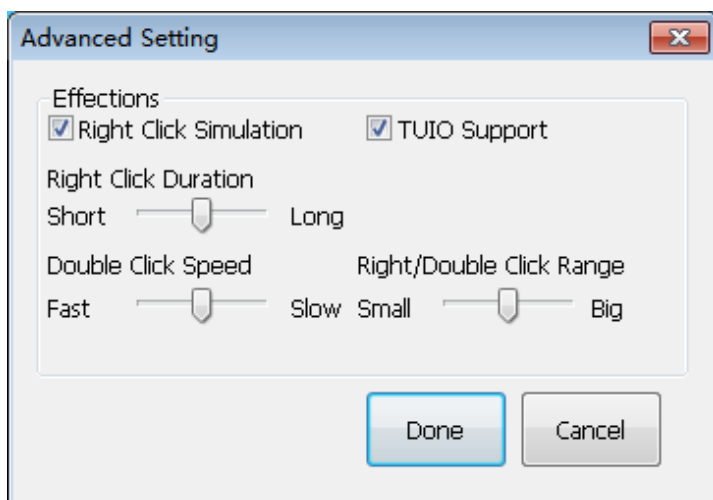 Advanced Setting
Effections
Right Click Simulation TUIO Support
Right Click Duration
Short Long
Double Click Speed Right/Double Click Range
Fast Slow Small Big
Done Cancel